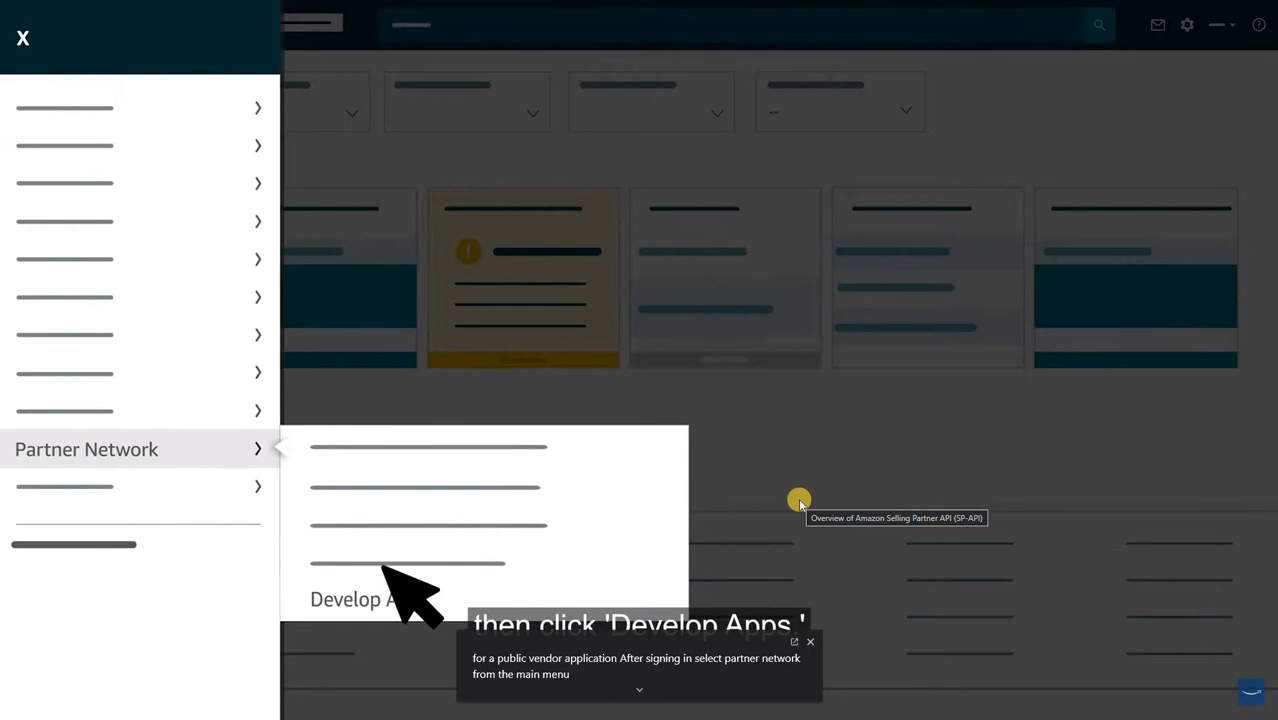 X
Partner Network
Develop A
Overview of Amazon Selling Partner API (SP-API)
then click 'Develop Apps.'
for a public vendor application After signing in select partner network
from the main menu